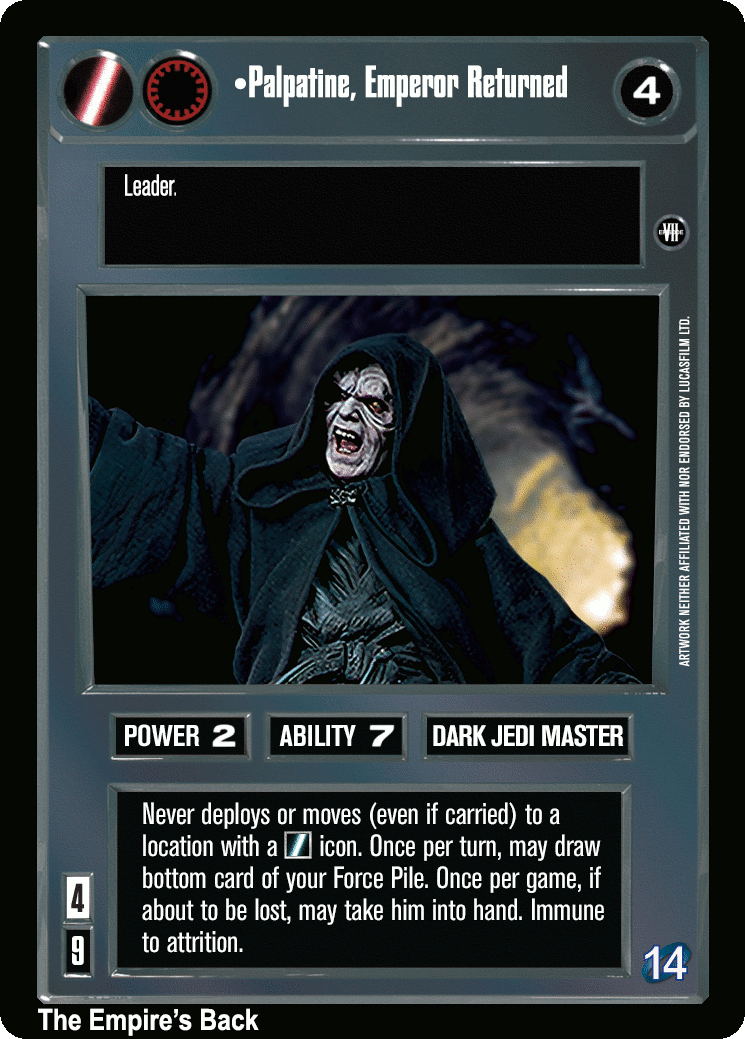 •Palpatine, Emperor Returned
4
Leader.
EPISODE
VII
ARTWORK NEITHER AFFILIATED WITH NOR ENDORSED BY LUCASFILM LTD.
POWER 2
ABILITY 7
DARK JEDI MASTER
Never deploys or moves (even if carried) to a
location with a icon. Once per turn, may draw
bottom card of your Force Pile. Once per game, if
about to be lost, may take him into hand. Immune
to attrition.
4
9
14
The Empire's Back